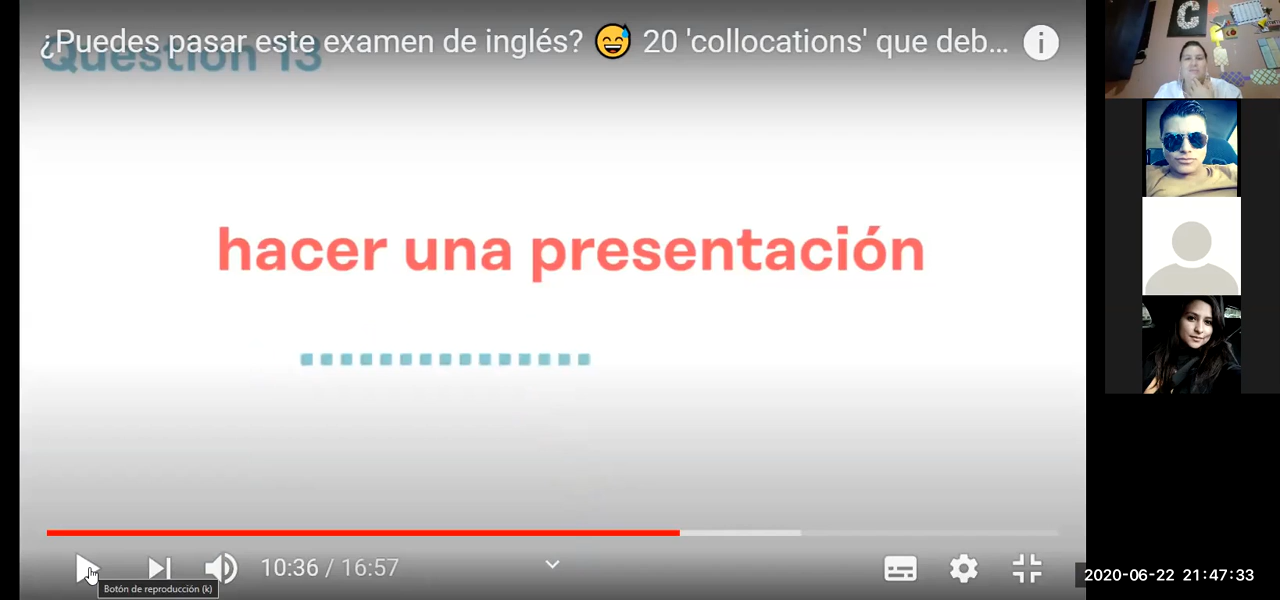 ¿Puedes pasar este examen de inglés? 😅 20 'collocations' que deb...
Question 13
C
hacer una presentación
10:36 / 16:57
Botón de reproducción (k)
2020-06-22 21:47:33